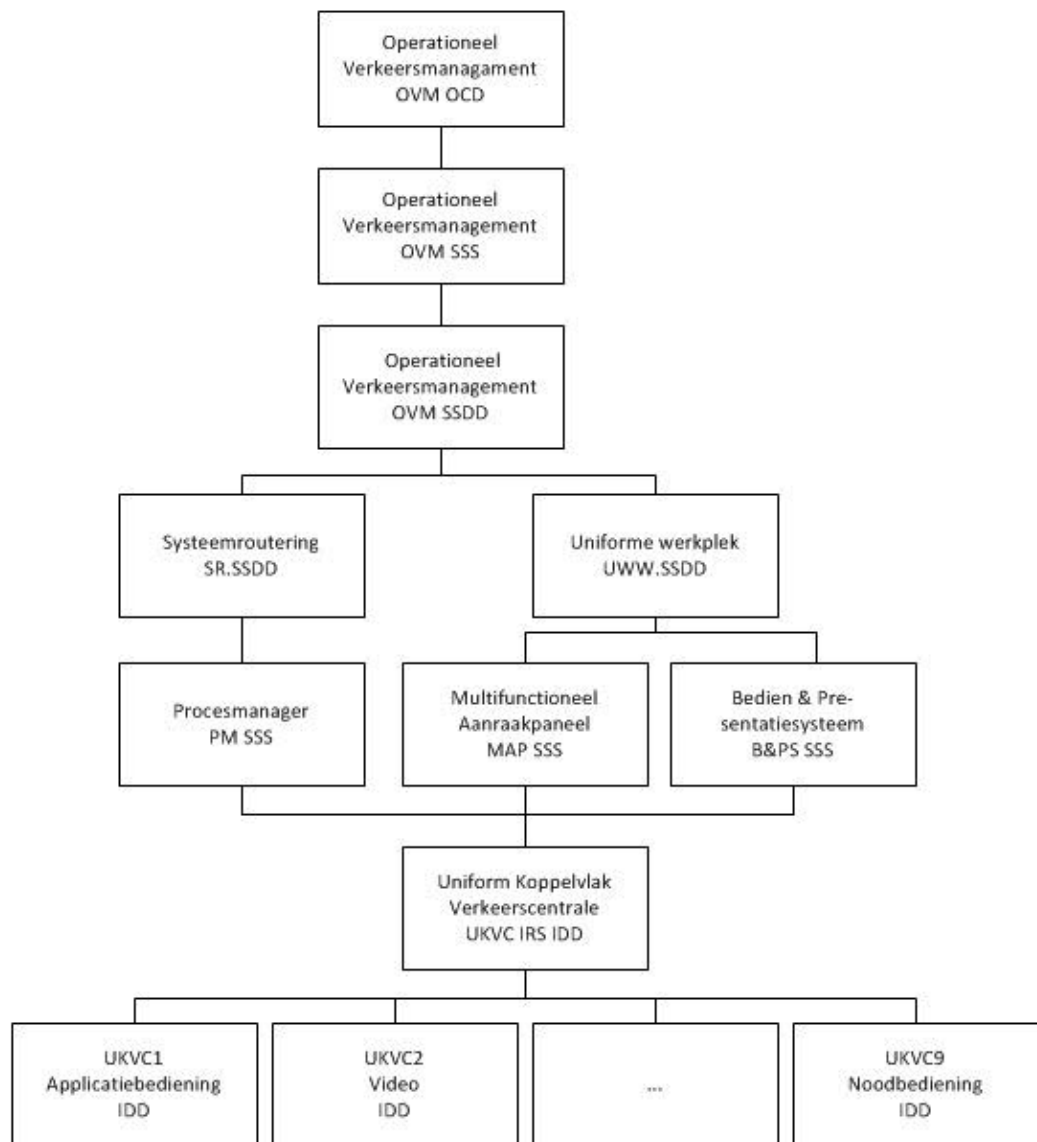 Operationeel
Verkeersmanagament
OVM OCD
Operationeel
Verkeersmanagement
OVM SSS
Operationeel
Verkeersmanagement
OVM SSDD
Systeemroutering
SR.SSDD
Uniforme werkplek
UWW.SSDD
Procesmanager
PM SSS
Multifunctioneel
Aanraakpaneel
MAP SSS
Bedien & Pre-
sentatiesysteem
B&PS SSS
Uniform Koppelvlak
Verkeerscentrale
UKVC IRS IDD
UKVC1
Applicatiebediening
IDD
UKVC2
Video
IDD
...
UKVC9
Noodbediening
IDD